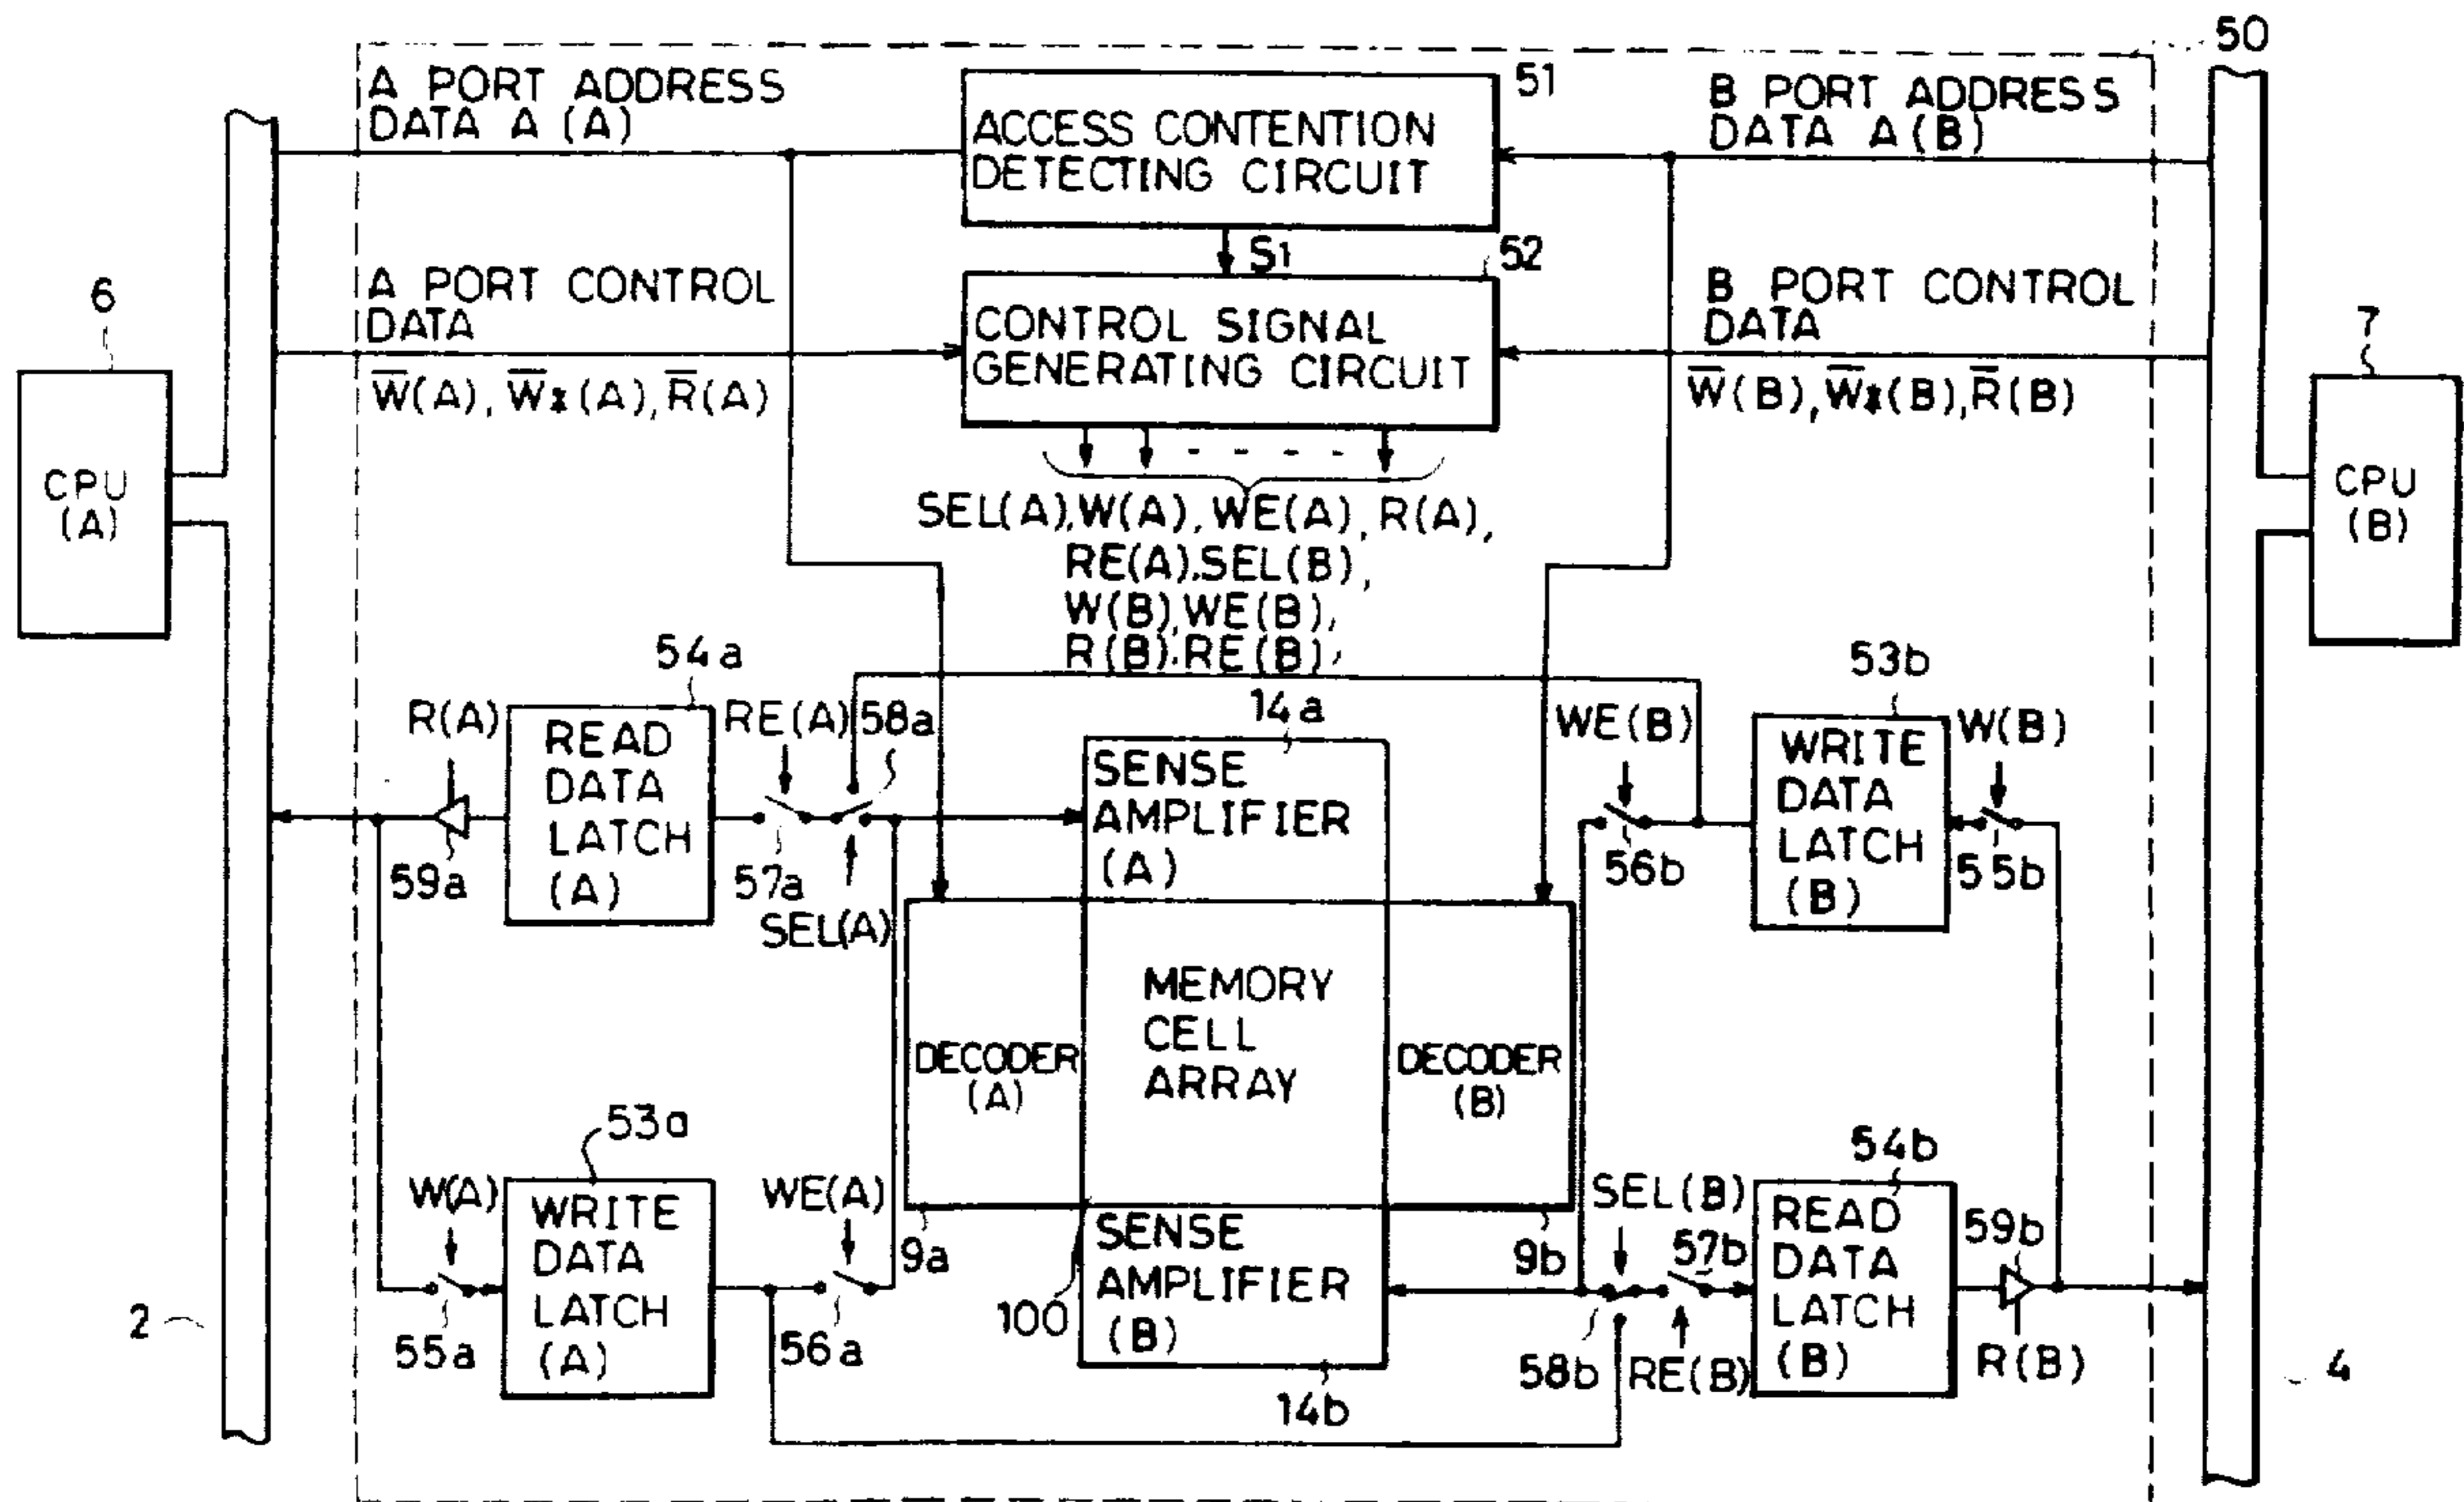 50
A PORT ADDRESS
DATA A (A)
51
ACCESS CONTENTION
DETECTING CIRCUIT
B PORT ADDRESS
DATA A(B)
S1
52
6
A PORT CONTROL
DATA
W̅(A), W̅*(A), R̅(A)
CONTROL SIGNAL
GENERATING CIRCUIT
B PORT CONTROL
DATA
W̅(B), W̅*(B), R̅(B)
7
CPU
(A)
CPU
(B)
SEL(A), W(A), WE(A), R(A),
RE(A), SEL(B),
W(B), WE(B),
R(B), RE(B),
54a
R(A)
READ
DATA
LATCH
(A)
59a
RE(A)
58a
57a
SEL(A)
14a
SENSE
AMPLIFIER
(A)
WE(B)
56b
53b
WRITE
DATA
LATCH
(B)
W(B)
55b
DECODER
(A)
MEMORY
CELL
ARRAY
DECODER
(B)
53a
W(A)
55a
WRITE
DATA
LATCH
(A)
WE(A)
56a
9a
100
SENSE
AMPLIFIER
(B)
14b
9b
SEL(B)
57b
58b
RE(B)
54b
READ
DATA
LATCH
(B)
59b
R(B)
2
4